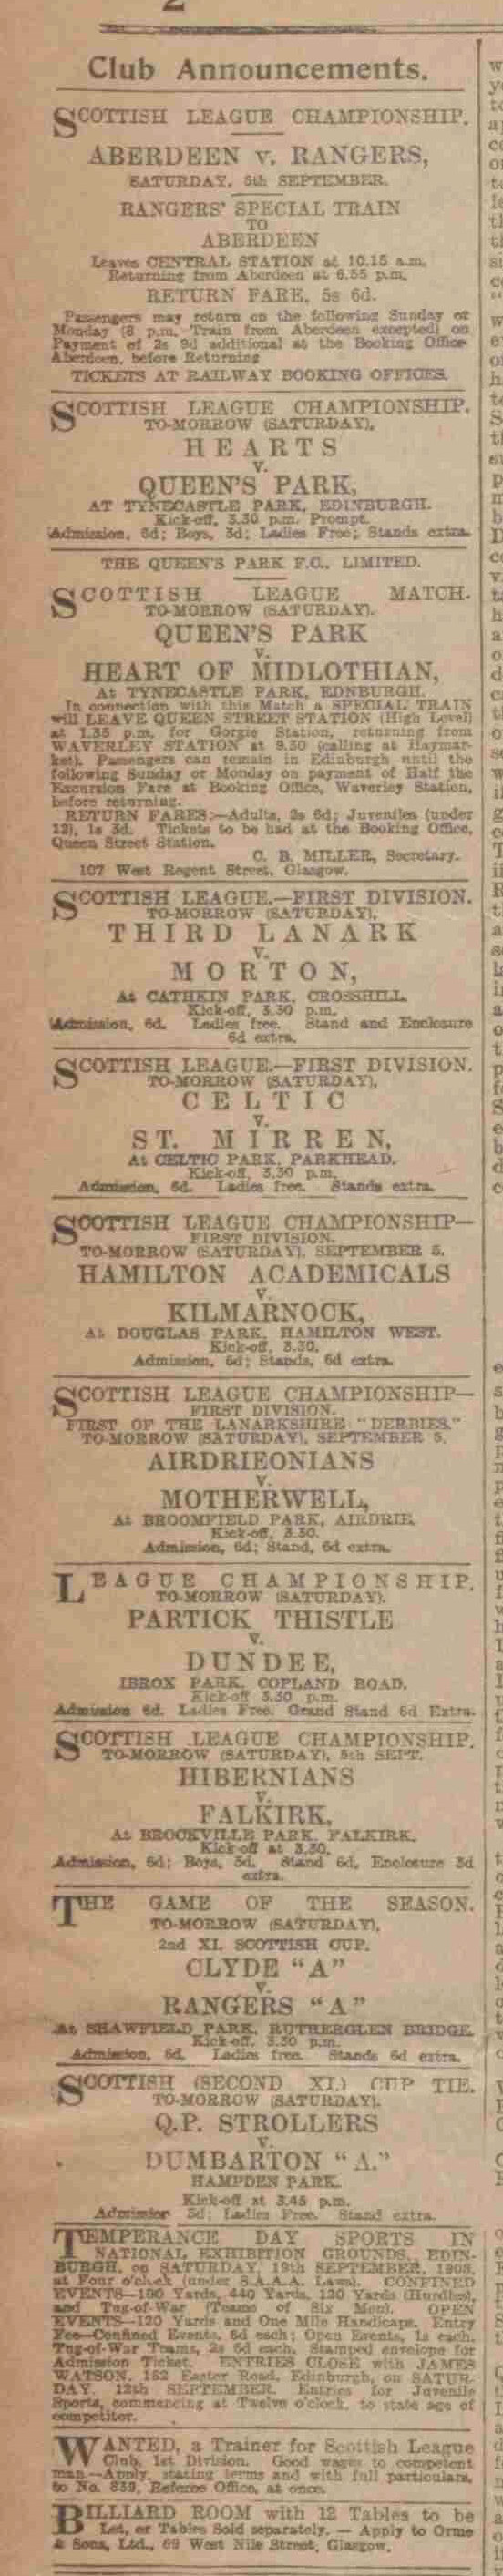 2
Club Announcements.
SCOTTISH LEAGUE CHAMPIONSHIP.
ABERDEEN v. RANGERS,
SATURDAY, 5th SEPTEMBER.
RANGERS' SPECIAL TRAIN
TO
ABERDEEN
Leaves CENTRAL STATION at 10.15 a.m.
Returning from Aberdeen at 6.55 p.m.
RETURN FARE, 5s 6d.
Passengers may return on the following Sunday or
Monday (8 p.m. Train from Aberdeen excepted) on
Payment of 2s 9d additional at the Booking Office
Aberdeen, before Returning
TICKETS AT RAILWAY BOOKING OFFICES.
SCOTTISH LEAGUE CHAMPIONSHIP.
TO-MORROW (SATURDAY),
HEARTS
v.
QUEEN'S PARK,
AT TYNECASTLE PARK, EDINBURGH.
Kick-off, 3.30 p.m. Prompt.
Admission, 6d; Boys, 3d; Ladies Free; Stands extra.
THE QUEEN'S PARK F.C., LIMITED.
SCOTTISH LEAGUE MATCH.
TO-MORROW (SATURDAY).
QUEEN'S PARK
v.
HEART OF MIDLOTHIAN,
At TYNECASTLE PARK, EDNBURGH.
In connection with this Match a SPECIAL TRAIN
will LEAVE QUEEN STREET STATION (High Level)
at 1.35 p.m. for Gorgie Station, returning from
WAVERLEY STATION at 9.30 (calling at Haymar-
ket). Passengers can remain in Edinburgh until the
following Sunday or Monday on payment of Half the
Excursion Fare at Booking Office, Waverley Station,
before returning.
RETURN FARES:—Adults, 2s 6d; Juveniles (under
12), 1s 3d. Tickets to be had at the Booking Office,
Queen Street Station.
C. B. MILLER, Secretary.
107 West Regent Street, Glasgow.
SCOTTISH LEAGUE.—FIRST DIVISION.
TO-MORROW (SATURDAY),
THIRD LANARK
v.
MORTON,
At CATHKIN PARK, CROSSHILL.
Kick-off, 3.30 p.m.
Admission, 6d. Ladies free. Stand and Enclosure
6d extra.
SCOTTISH LEAGUE.—FIRST DIVISION.
TO-MORROW (SATURDAY),
CELTIC
v.
ST. MIRREN,
At CELTIC PARK, PARKHEAD.
Kick-off, 3.30 p.m.
Admission, 6d. Ladies free. Stands extra.
SCOTTISH LEAGUE CHAMPIONSHIP—
FIRST DIVISION.
TO-MORROW (SATURDAY), SEPTEMBER 5.
HAMILTON ACADEMICALS
v.
KILMARNOCK,
At DOUGLAS PARK, HAMILTON WEST.
Kick-off, 3.30.
Admission, 6d; Stands, 6d extra.
SCOTTISH LEAGUE CHAMPIONSHIP—
FIRST DIVISION.
FIRST OF THE LANARKSHIRE "DERBIES."
TO-MORROW (SATURDAY), SEPTEMBER 5.
AIRDRIEONIANS
v.
MOTHERWELL,
At BROOMFIELD PARK, AIRDRIE.
Kick-off, 3.30.
Admission, 6d; Stand, 6d extra.
LEAGUE CHAMPIONSHIP.
TO-MORROW (SATURDAY).
PARTICK THISTLE
v.
DUNDEE,
IBROX PARK, COPLAND ROAD.
Kick-off 3.30 p.m.
Admission 6d. Ladies Free. Grand Stand 6d Extra.
SCOTTISH LEAGUE CHAMPIONSHIP.
TO-MORROW (SATURDAY), 5th SEPT.
HIBERNIANS
v.
FALKIRK,
At BROCKVILLE PARK, FALKIRK.
Kick-off at 3.30.
Admission, 6d; Boys, 3d. Stand 6d, Enclosure 3d
extra.
THE GAME OF THE SEASON.
TO-MORROW (SATURDAY),
2nd XI. SCOTTISH CUP.
CLYDE "A"
v.
RANGERS "A"
At SHAWFIELD PARK, RUTHERGLEN BRIDGE.
Kick-off, 3.30 p.m.
Admission, 6d. Ladies free. Stands 6d extra.
SCOTTISH (SECOND XI.) CUP TIE.
TO-MORROW (SATURDAY).
Q.P. STROLLERS
v.
DUMBARTON "A."
HAMPDEN PARK.
Kick-off at 3.45 p.m.
Admission 3d; Ladies Free. Stand extra.
TEMPERANCE DAY SPORTS IN
NATIONAL EXHIBITION GROUNDS, EDIN-
BURGH, on SATURDAY, 19th SEPTEMBER, 1908,
at Four o'clock (under S.A.A.A. Laws). CONFINED
EVENTS—100 Yards, 440 Yards, 120 Yards (Hurdles),
and Tug-of-War (Teams of Six Men). OPEN
EVENTS—120 Yards and One Mile Handicaps. Entry
Fee—Confined Events, 6d each; Open Events, 1s each.
Tug-of-War Teams, 2s 6d each. Stamped envelope for
Admission Ticket. ENTRIES CLOSE with JAMES
WATSON, 152 Easter Road, Edinburgh, on SATUR-
DAY, 12th SEPTEMBER. Entries for Juvenile
Sports, commencing at Twelve o'clock, to state age of
competitor.
WANTED, a Trainer for Scottish League
Club, 1st Division. Good wages to competent
man.—Apply, stating terms and with full particulars,
to No. 839, Referee Office, at once.
BILLIARD ROOM with 12 Tables to be
Let, or Tables Sold separately. — Apply to Orme
& Sons, Ltd., 69 West Nile Street, Glasgow.